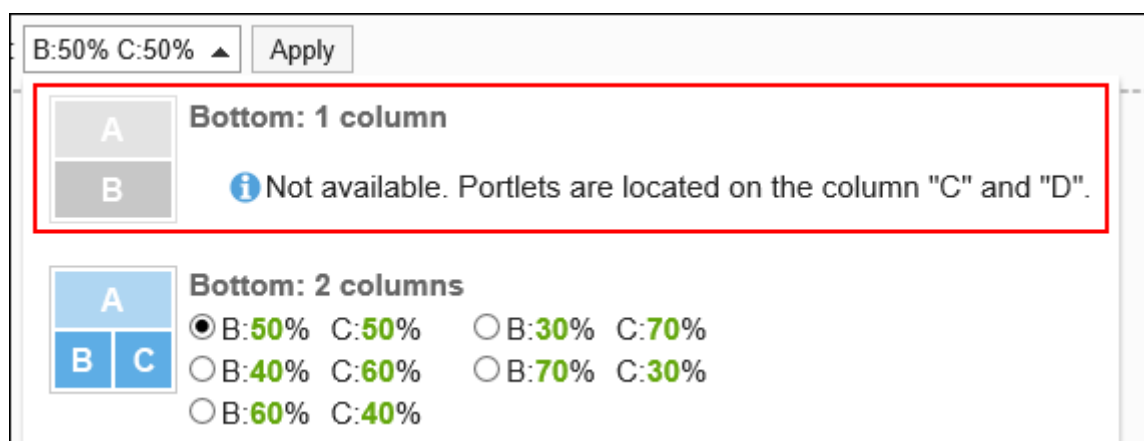 B:50% C:50% ▲ Apply
A
Bottom: 1 column
B
Not available. Portlets are located on the column "C" and "D".
A
Bottom: 2 columns
B C
B:50% C:50% B:30% C:70%
B:40% C:60% B:70% C:30%
B:60% C:40%